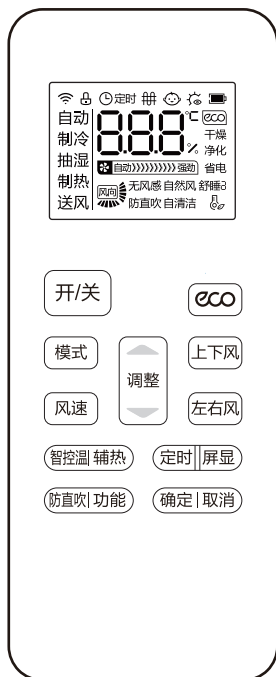 定时
自动 888 ℃ eco
制冷 % 干燥
抽湿 净化
制热 自动 强劲 省电
送风 风向 无风感 自然风 舒睡
防直吹 自清洁
开/关 eco
模式 调整 上下风
风速 左右风
智控温 | 辅热 定时 || 屏显
防直吹 | 功能 确定 | 取消